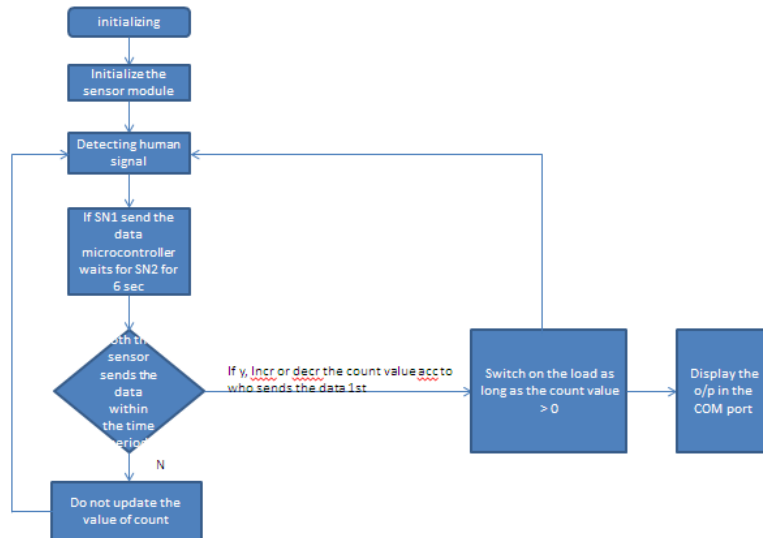 initializing
Initialize the
sensor module
Detecting human
signal
If SN1 send the
data
microcontroller
waits for SN2 for
6 sec
oth th
sensor
sends the
data
within
the time
eriod
If y, Incr or decr the count value acc to
who sends the data 1st
N
Do not update the
value of count
Switch on the load as
long as the count value
> 0
Display the
o/p in the
COM port